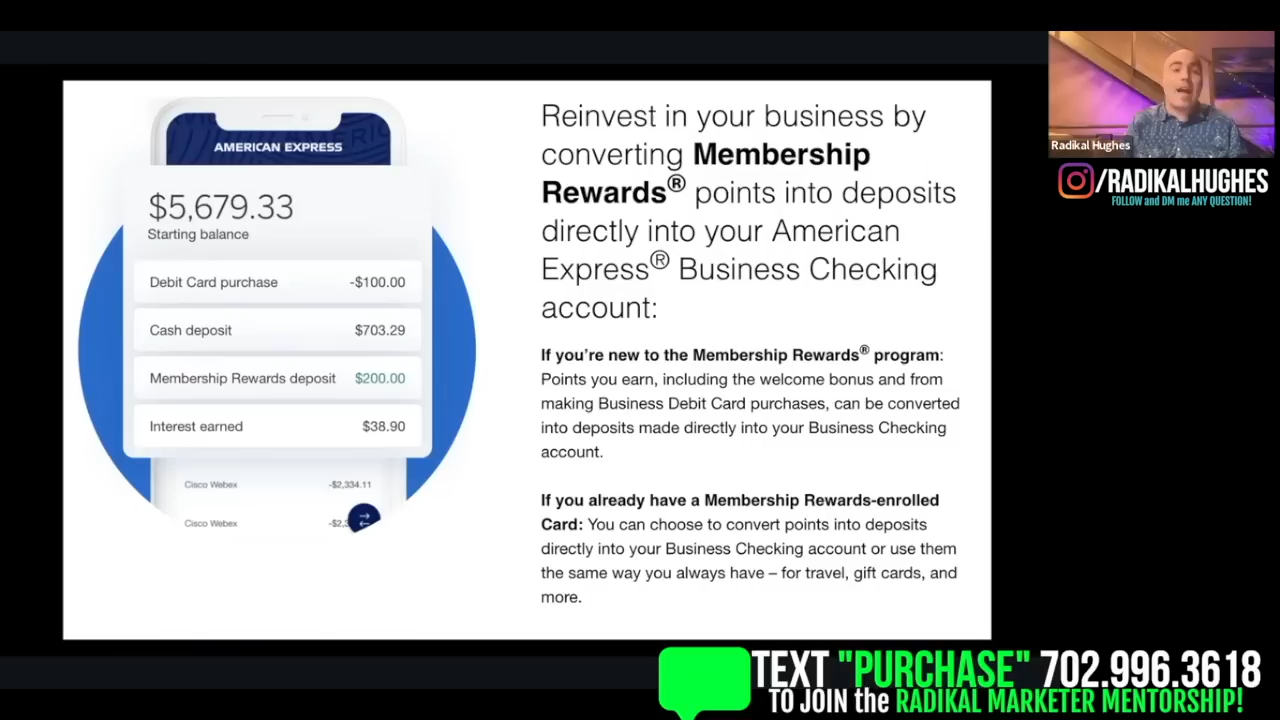 AMERICAN EXPRESS
$5,679.33
Starting balance
Debit Card purchase -$100.00
Cash deposit $703.29
Membership Rewards deposit $200.00
Interest earned $38.90
Cisco Webex -$2,334.11
Cisco Webex -$2,3
Reinvest in your business by
converting Membership
Rewards® points into deposits
directly into your American
Express® Business Checking
account:
If you’re new to the Membership Rewards® program:
Points you earn, including the welcome bonus and from
making Business Debit Card purchases, can be converted
into deposits made directly into your Business Checking
account.
If you already have a Membership Rewards-enrolled
Card: You can choose to convert points into deposits
directly into your Business Checking account or use them
the same way you always have – for travel, gift cards, and
more.
Radikal Hughes
/RADIKALHUGHES
FOLLOW and DM me ANY QUESTION!
TEXT "PURCHASE" 702.996.3618
TO JOIN the RADIKAL MARKETER MENTORSHIP!